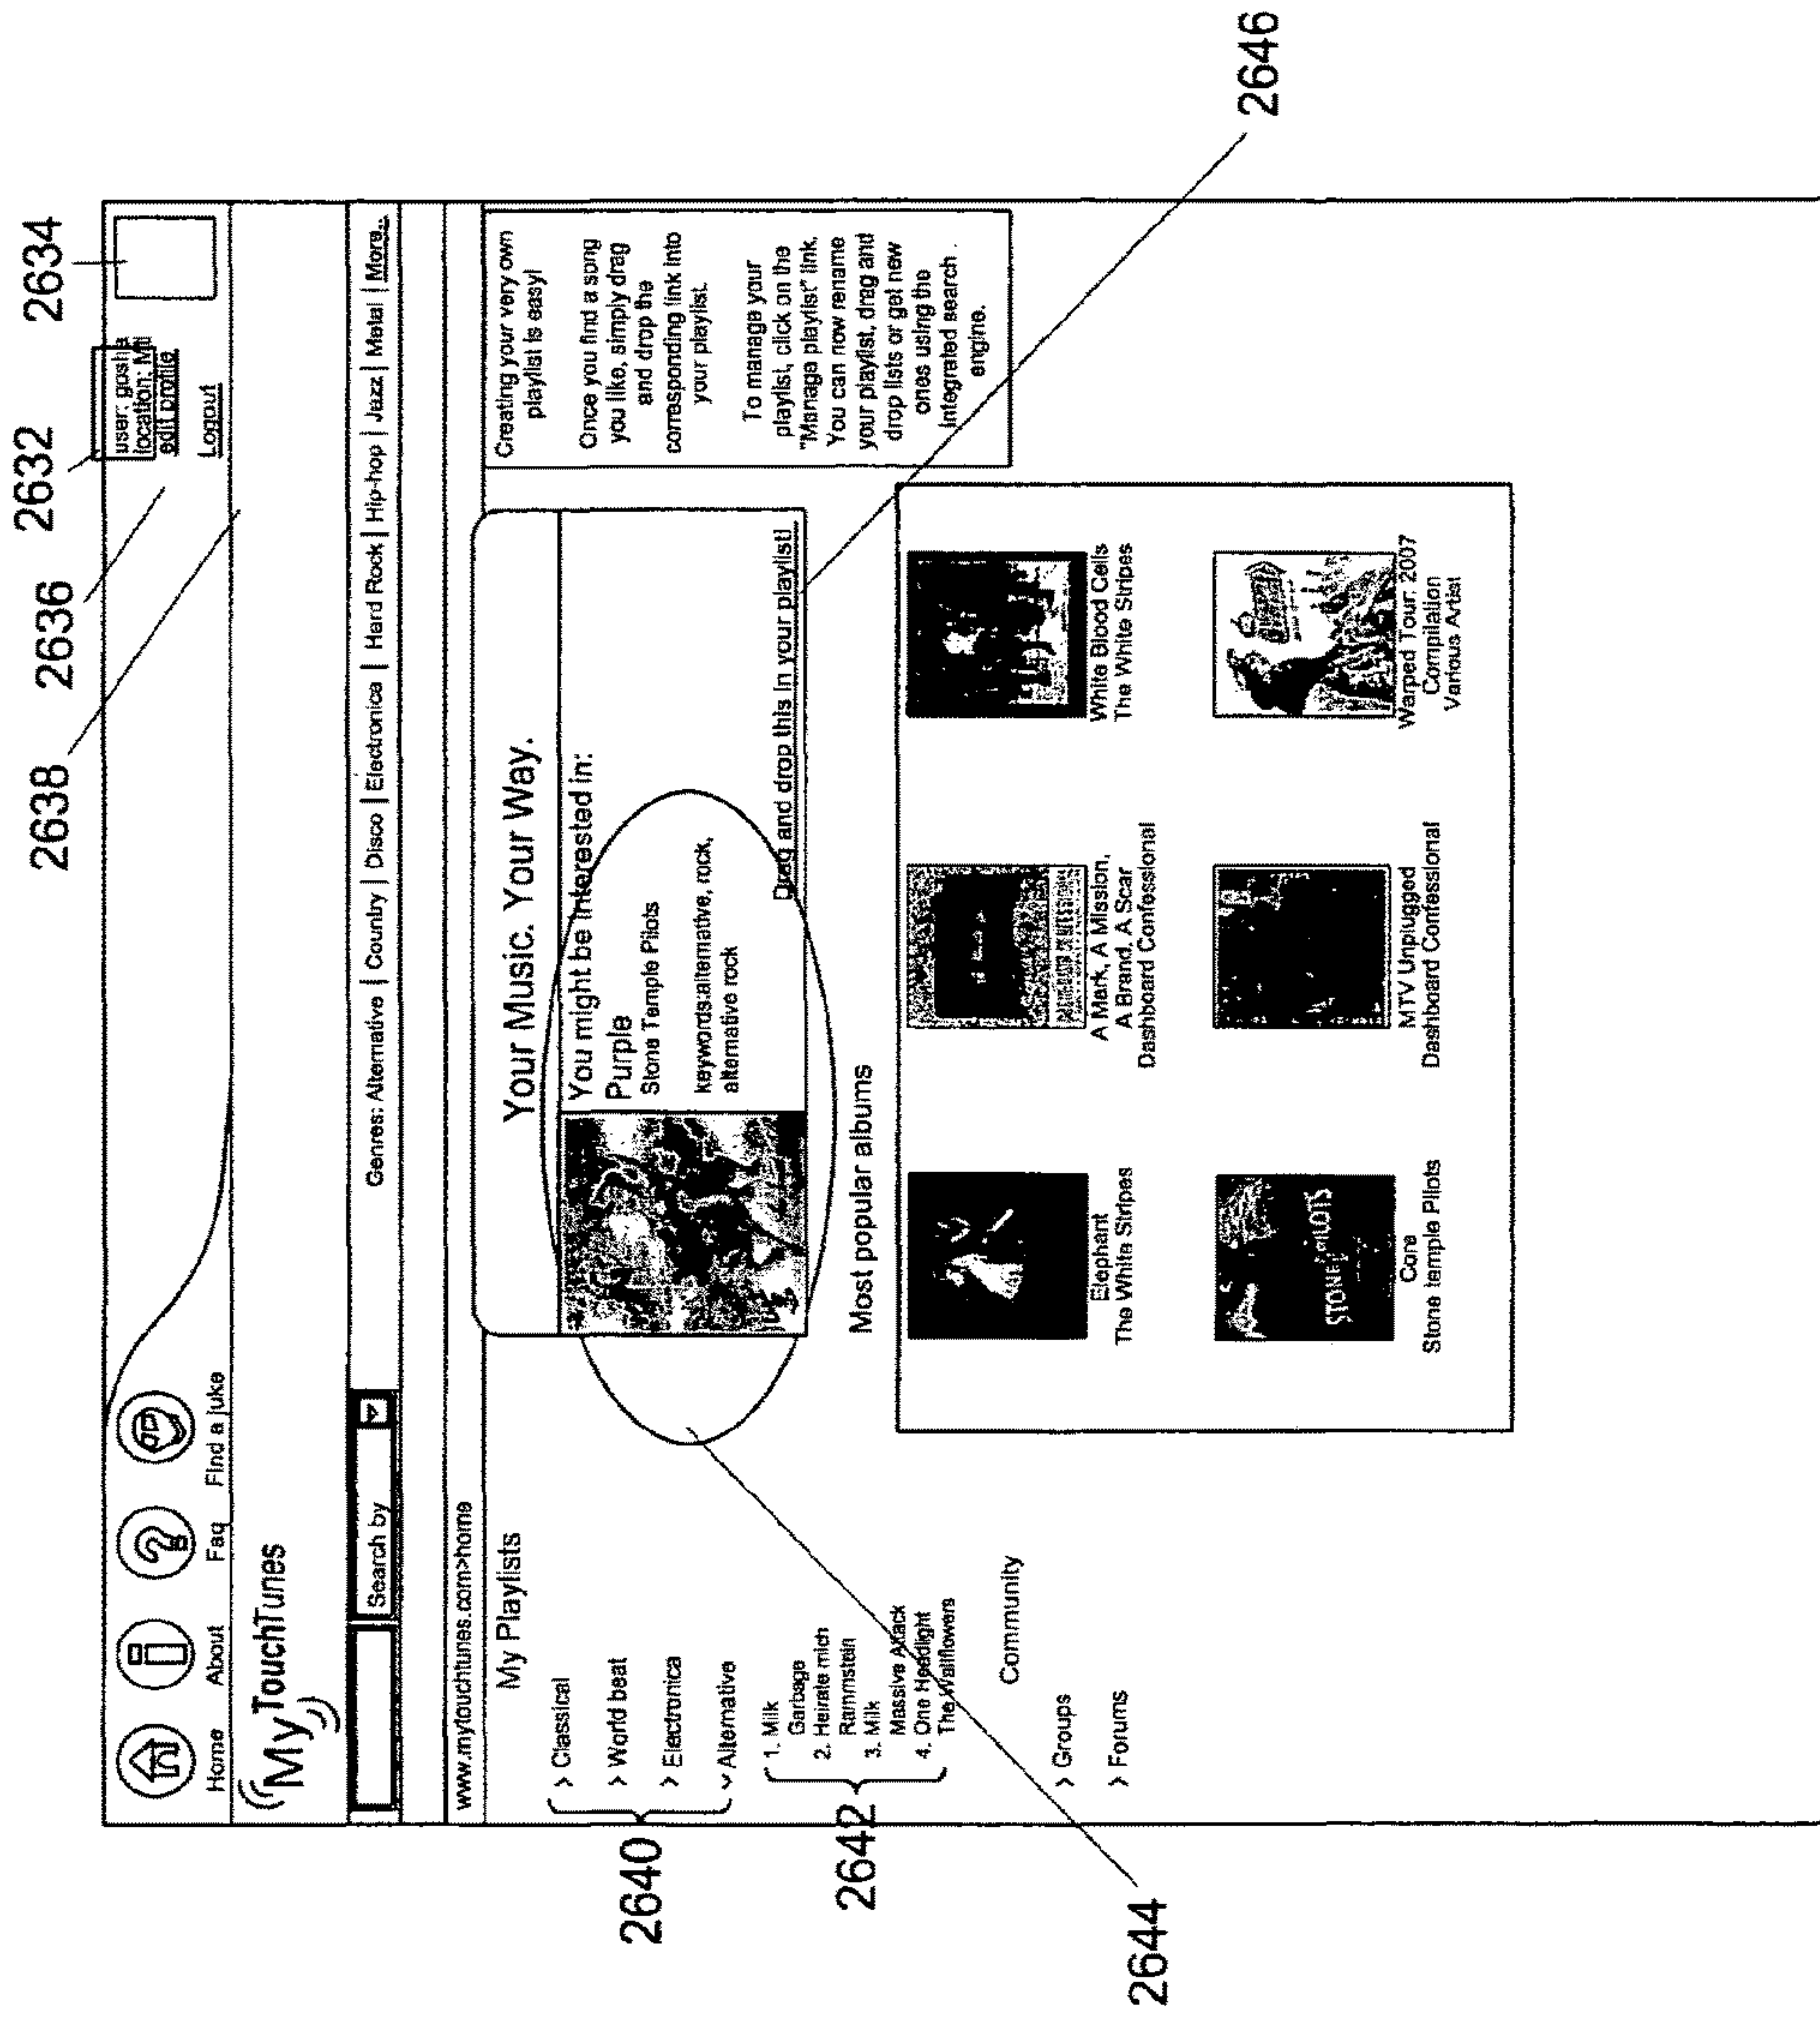 2638
2636
2632
2634
Home
About
Faq
Find a juke
user: gosha
location: Mtl
edit profile
Logout
My TouchTunes
Search by
Genres: Alternative | Country | Disco | Electronica | Hard Rock | Hip-hop | Jazz | Metal | More..
www.mytouchtunes.com>home
My Playlists
> Classical
> World beat
> Electronica
Alternative
1. Milk
Garbage
2. Heirate mich
Rammstein
3. Milk
Massive Attack
4. One Headlight
The Wallflowers
Community
> Groups
> Forums
2640
2642
2644
Your Music. Your Way.
You might be interested in:
Purple
Stone Temple Pilots
keywords:alternative, rock,
alternative rock
Drag and drop this in your playlist!
Most popular albums
Elephant
The White Stripes
A Mark, A Mission,
A Brand, A Scar
Dashboard Confessional
White Blood Cells
The White Stripes
STONE PILOTS
Core
Stone temple Pilots
MTV Unplugged
Dashboard Confessional
Warped Tour: 2007
Compilation
Various Artist
Creating your very own
playlist is easy!
Once you find a song
you like, simply drag
and drop the
corresponding link into
your playlist.
To manage your
playlist, click on the
"Manage playlist" link.
You can now rename
your playlist, drag and
drop lists or get new
ones using the
integrated search
engine.
2646